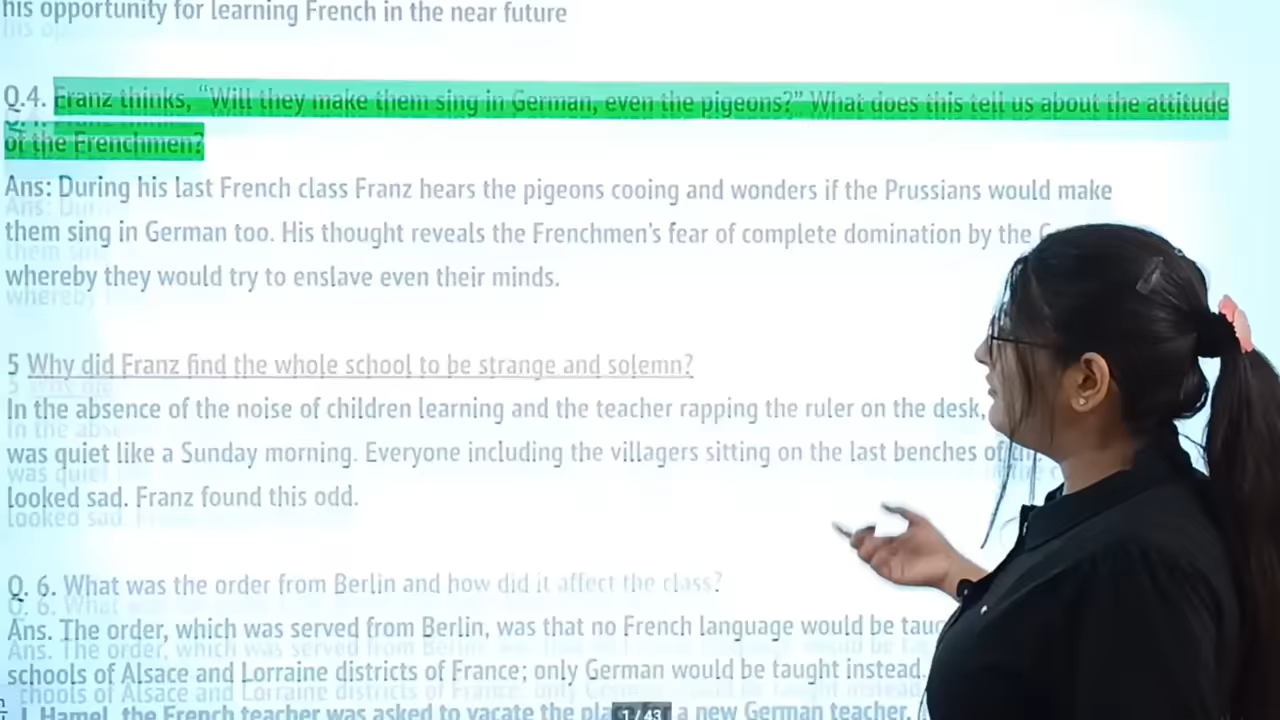 his opportunity for learning French in the near future
Q.4. Franz thinks, "Will they make them sing in German, even the pigeons?" What does this tell us about the attitude
of the Frenchmen?
Ans: During his last French class Franz hears the pigeons cooing and wonders if the Prussians would make
them sing in German too. His thought reveals the Frenchmen's fear of complete domination by the
whereby they would try to enslave even their minds.
5 Why did Franz find the whole school to be strange and solemn?
In the absence of the noise of children learning and the teacher rapping the ruler on the desk,
was quiet like a Sunday morning. Everyone including the villagers sitting on the last benches of
looked sad. Franz found this odd.
Q. 6. What was the order from Berlin and how did it affect the class?
Ans. The order, which was served from Berlin, was that no French language would be
schools of Alsace and Lorraine districts of France; only German would be taught instead.
Hamel, the French teacher was asked to vacate the a new German teacher.
1 / 43